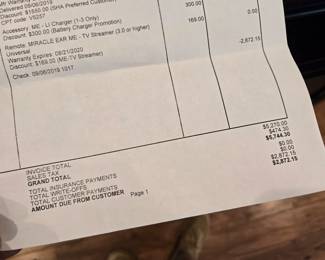 Mfr Warranty
Delivered 09/06/2019
Discount: $1550.00 (ISHA Preferred Customer)
CPT code: V5257
Accessory: ME - Li Charger (1-3 Only) 300.00
Discount: $300.00 (Battery Charger Promotion)
Remote: MIRACLE EAR ME - TV Streamer (3.0 or higher) 169.00 0.00
Universal
Warranty Expires: 08/21/2020
Discount: $169.00 (ME-TV Streamer)
Check 09/06/2019 1017 -2,872.15
INVOICE TOTAL $5,270.00
SALES TAX $474.30
GRAND TOTAL $5,744.30
TOTAL INSURANCE PAYMENTS $0.00
TOTAL WRITE-OFFS $0.00
TOTAL CUSTOMER PAYMENTS $2,872.15
AMOUNT DUE FROM CUSTOMER $2,872.15
Page 1